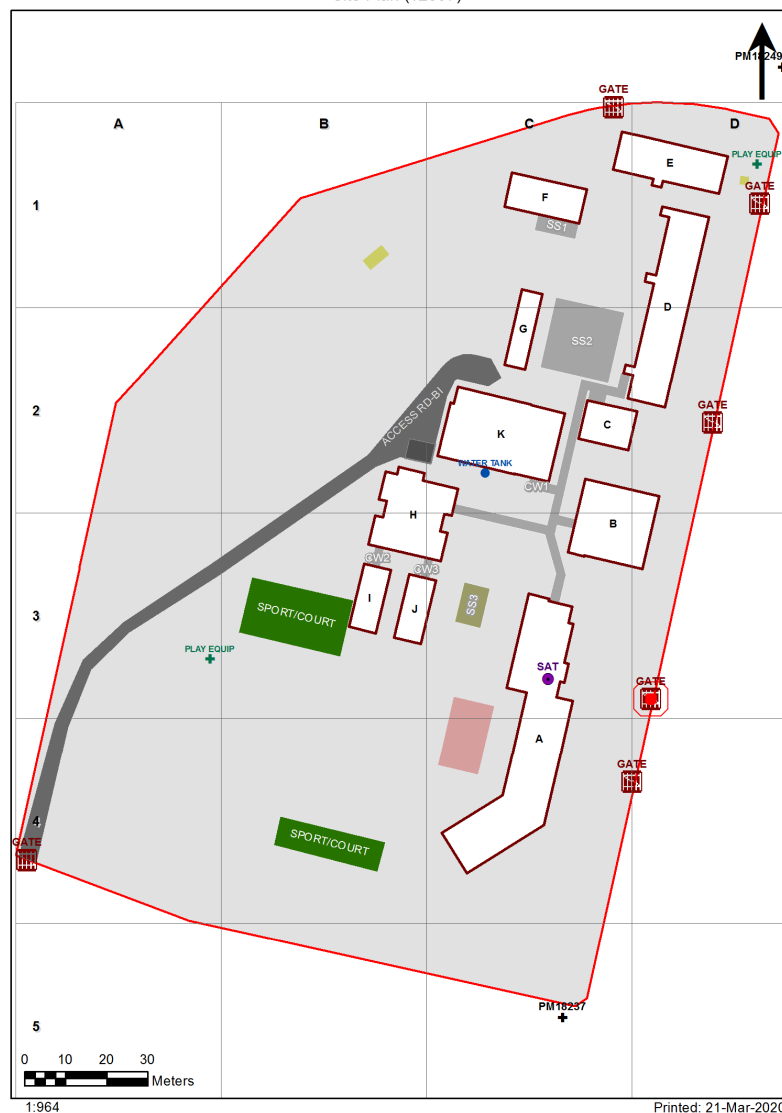 PM18249
GATE
A
B
C
D
E
PLAY EQUIP
GATE
F
1
SS1
D
G
SS2
ACCESS RD-BI
2
C
GATE
K
WATER TANK
CW1
H
B
CW2
CW3
I
J
SS3
SPORT/COURT
3
PLAY EQUIP
SAT
GATE
A
GATE
4
SPORT/COURT
GATE
PM18237
5
0 10 20 30
Meters
1:964
Printed: 21-Mar-2020